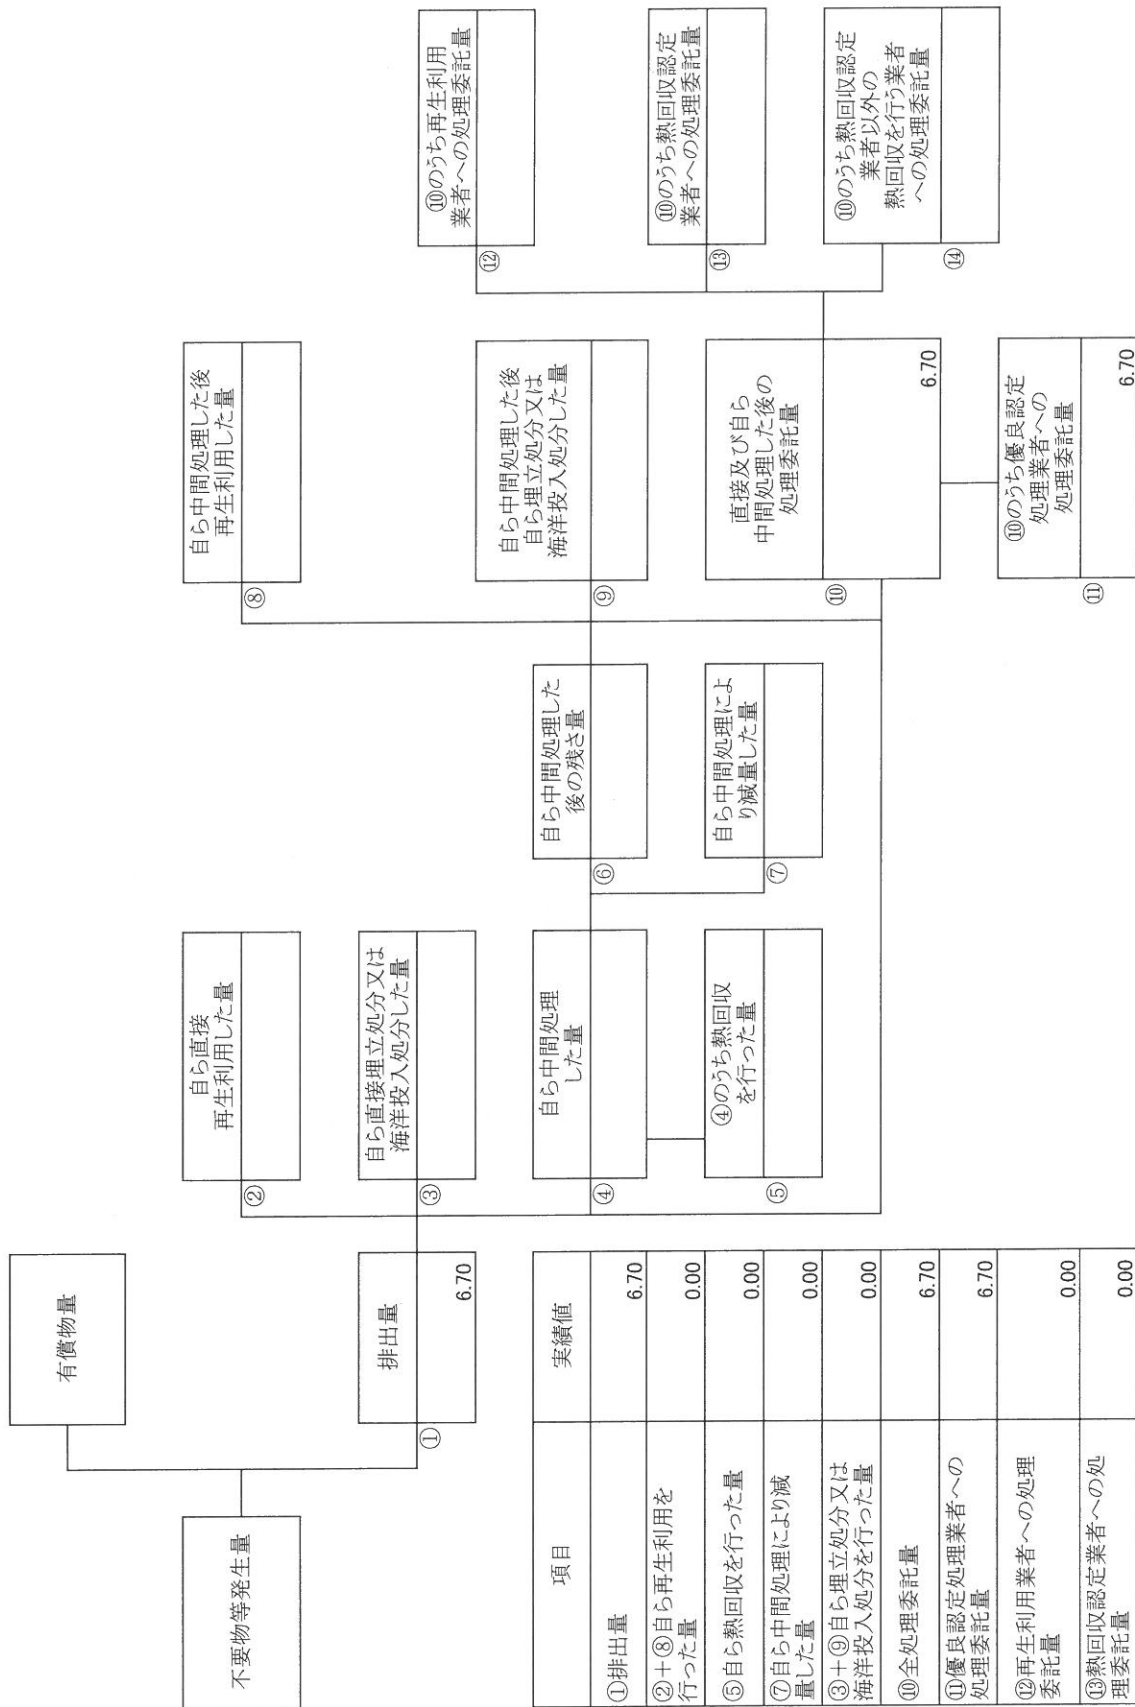 不要物等発生量
有償物量
排出量
①
6.70
自ら直接
再生利用した量
②
自ら直接埋立処分又は
海洋投入処分した量
③
自ら中間処理
した量
④
④のうち熱回収
を行った量
⑤
自ら中間処理した
後の残さ量
⑥
自ら中間処理によ
り減量した量
⑦
自ら中間処理した後
再生利用した量
⑧
自ら中間処理した後
自ら埋立処分又は
海洋投入処分した量
⑨
直接及び自ら
中間処理した後の
処理委託量
⑩
6.70
⑩のうち優良認定
処理業者への
処理委託量
⑪
6.70
⑩のうち再生利用
業者への処理委託量
⑫
⑩のうち熱回収認定
業者への処理委託量
⑬
⑩のうち熱回収認定
業者以外の
熱回収を行う業者
への処理委託量
⑭
項目 実績値
①排出量 6.70
②+⑧自ら再生利用を
行った量 0.00
⑤自ら熱回収を行った量 0.00
⑦自ら中間処理により減
量した量 0.00
③+⑨自ら埋立処分又は
海洋投入処分を行った量 0.00
⑩全処理委託量 6.70
⑪優良認定処理業者への
処理委託量 6.70
⑫再生利用業者への処理
委託量 0.00
⑬熱回収認定業者への処
理委託量 0.00